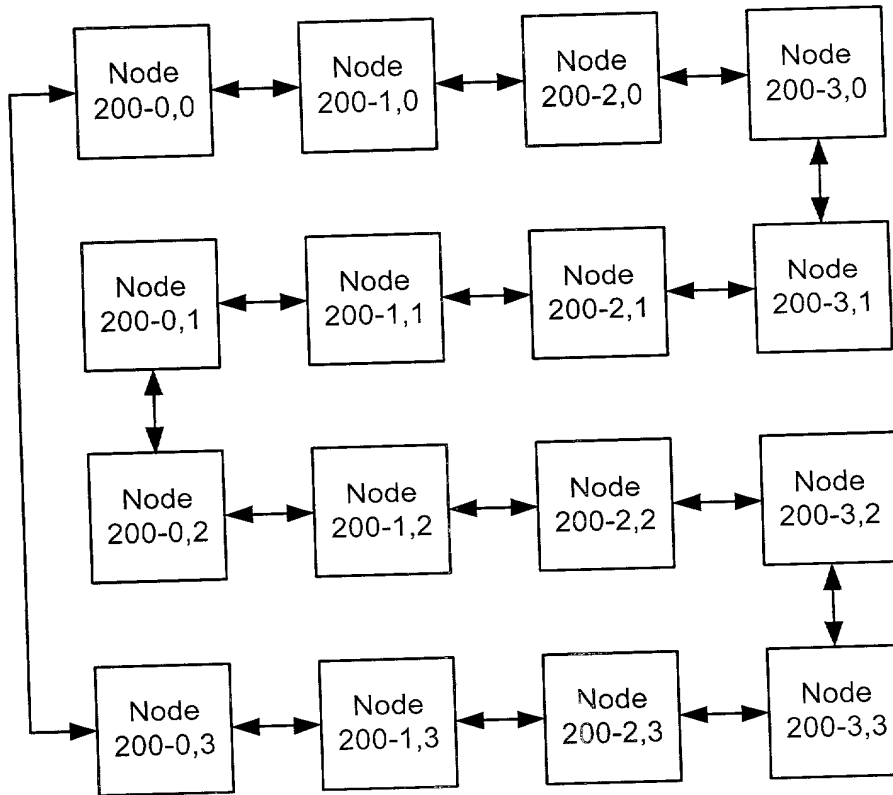 Node
200-0,0
Node
200-1,0
Node
200-2,0
Node
200-3,0
Node
200-0,1
Node
200-1,1
Node
200-2,1
Node
200-3,1
Node
200-0,2
Node
200-1,2
Node
200-2,2
Node
200-3,2
Node
200-0,3
Node
200-1,3
Node
200-2,3
Node
200-3,3